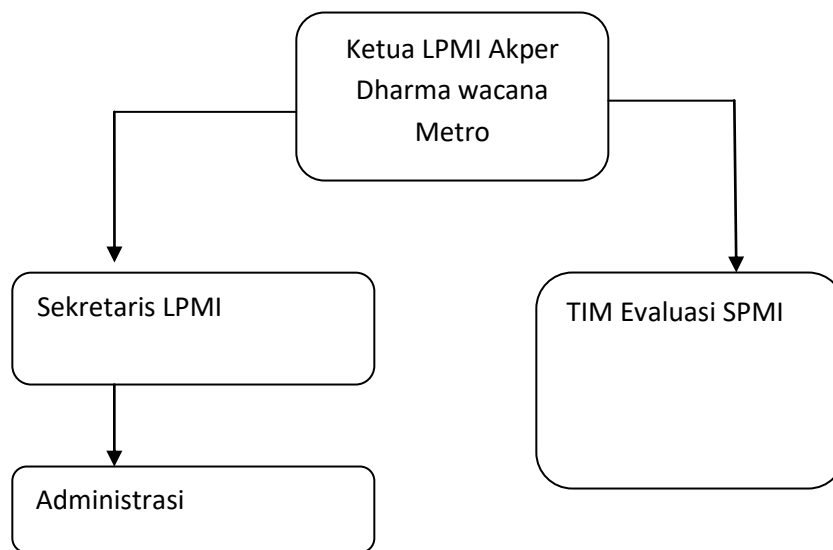 Ketua LPMI Akper
Dharma wacana
Metro
Sekretaris LPMI
TIM Evaluasi SPMI
Administrasi